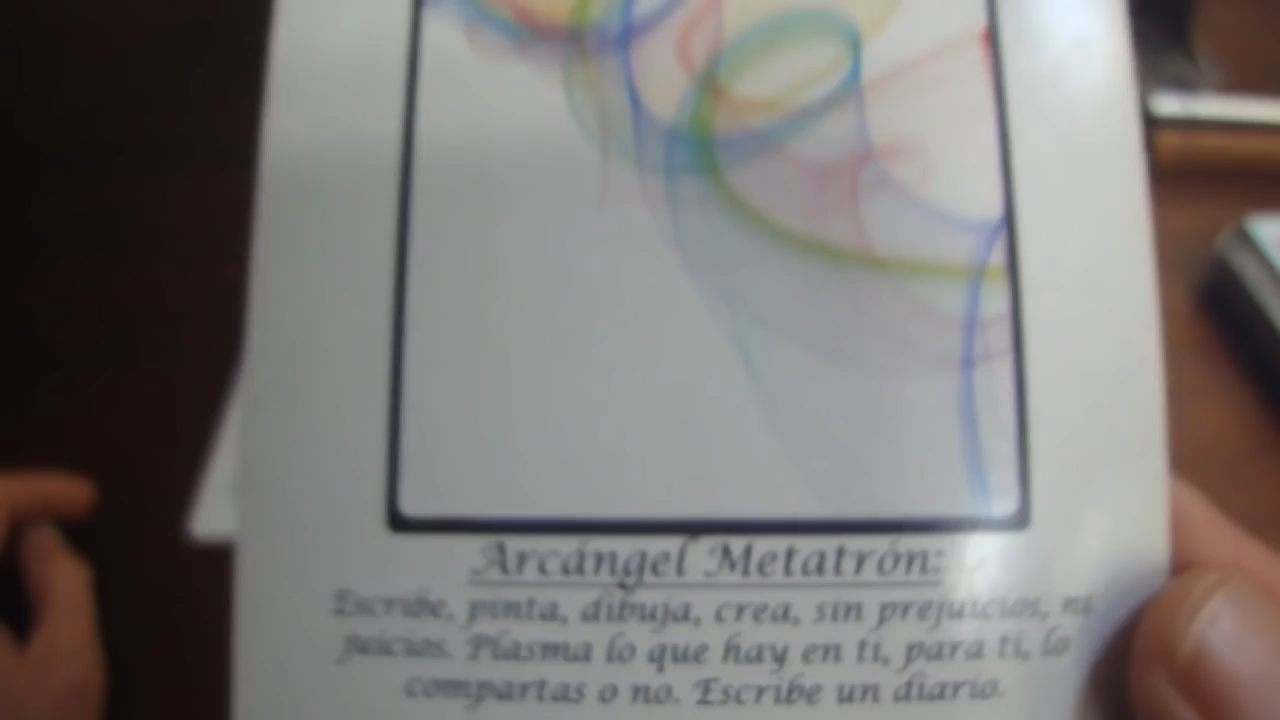 Arcángel Metatrón:
Escribe, pinta, dibuja, crea, sin prejuicios, ni
juicios. Plasma lo que hay en ti, para ti, lo
compartas o no. Escribe un diario.